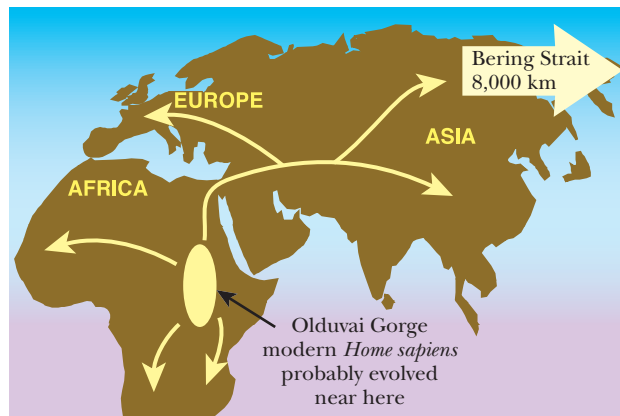 Bering Strait
8,000 km
EUROPE
ASIA
AFRICA
Olduvai Gorge
modern Home sapiens
probably evolved
near here